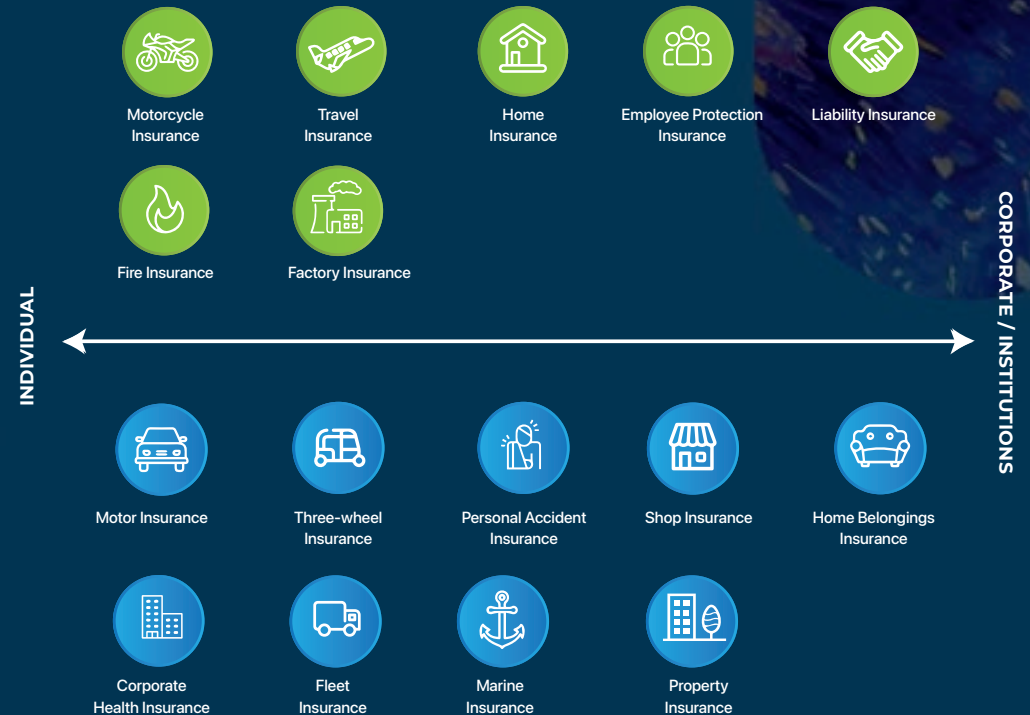 Motorcycle
Insurance
Travel
Insurance
Home
Insurance
Employee Protection
Insurance
Liability Insurance
Fire Insurance
Factory Insurance
INDIVIDUAL
CORPORATE / INSTITUTIONS
Motor Insurance
Three-wheel
Insurance
Personal Accident
Insurance
Shop Insurance
Home Belongings
Insurance
Corporate
Health Insurance
Fleet
Insurance
Marine
Insurance
Property
Insurance